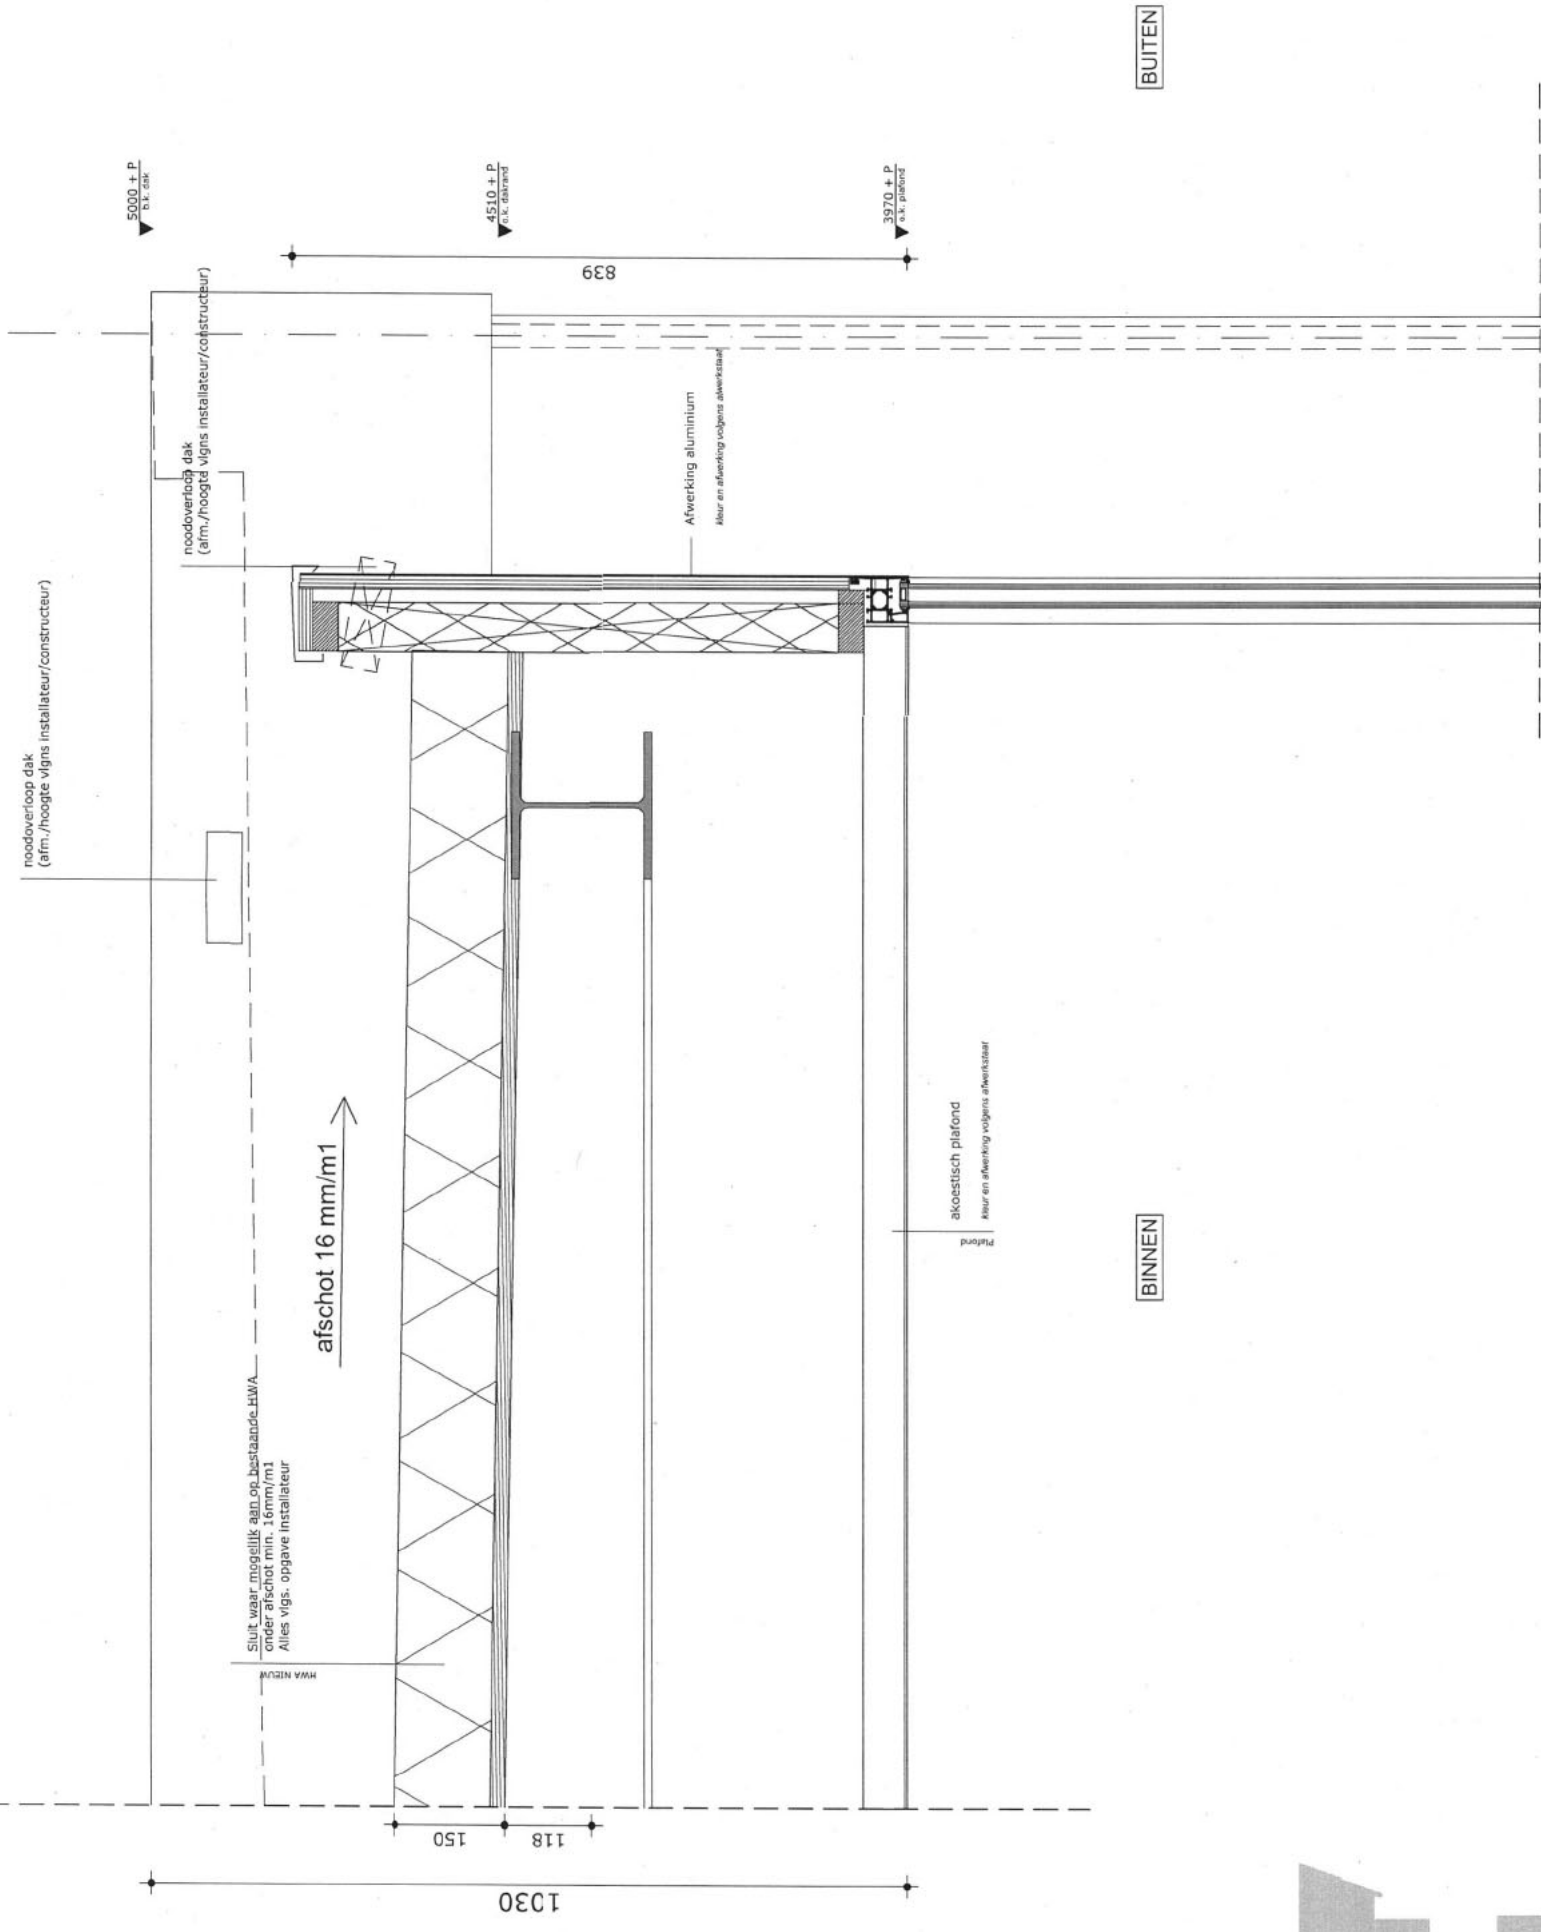 noodoverloop dak
(afm./hoogte vlgns installateur/constructeur)
noodoverloop dak
(afm./hoogte vlgns installateur/constructeur)
5000 + P
b.k. dak
4510 + P
o.k. dakrand
3970 + P
o.k. plafond
BUITEN
839
Afwerking aluminium
kleur en afwerking volgens afwerkstaat
afschot 16 mm/m1
Sluit waar mogelijk aan op bestaande HWA
onder afschot min. 16mm/m1
Alles vlgs. opgave installateur
HWA NIEUW
akoestisch plafond
kleur en afwerking volgens afwerkstaat
Plafond
BINNEN
150
118
1030